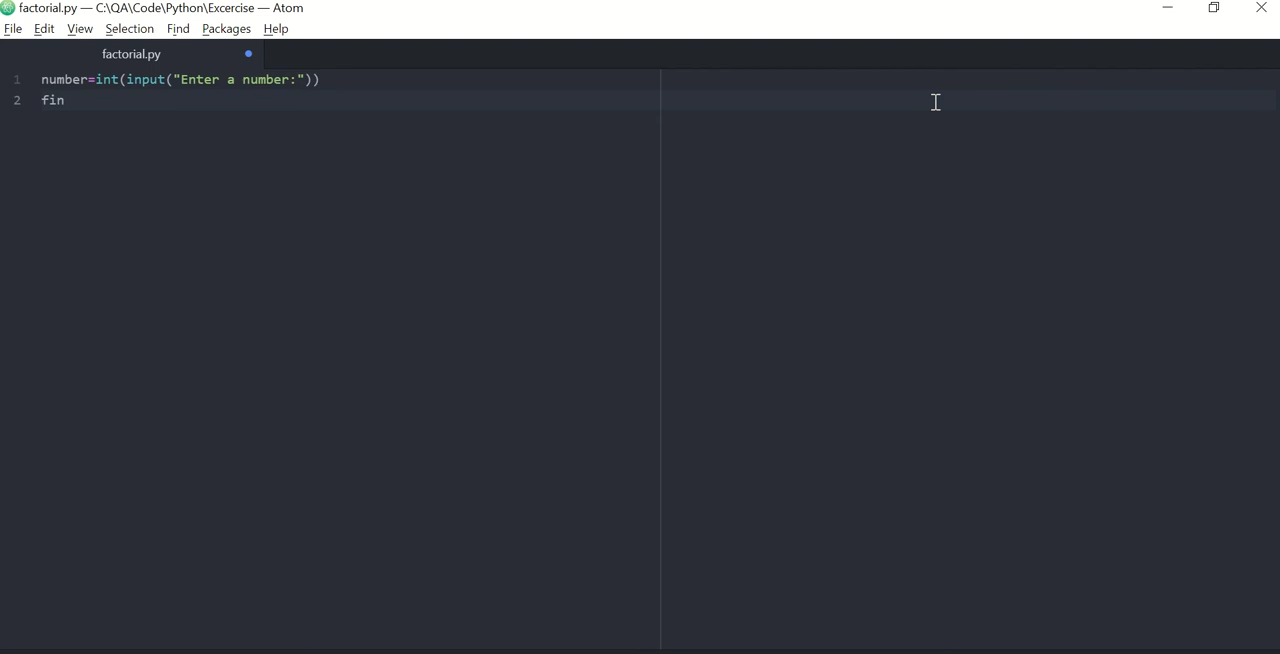 factorial.py — C:\QA\Code\Python\Excercise — Atom
File Edit View Selection Find Packages Help
factorial.py
1 number=int(input("Enter a number:"))
2 fin